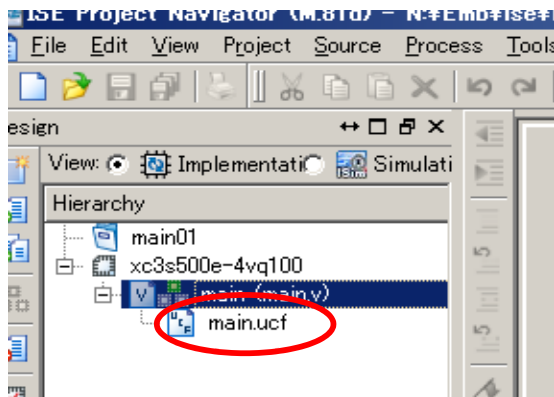 ISE Project Navigator (M.81d) - N:¥Emb¥ise¥
File Edit View Project Source Process Tools
esign
View: Implementati Simulati
Hierarchy
main01
xc3s500e-4vq100
main (main.v)
main.ucf